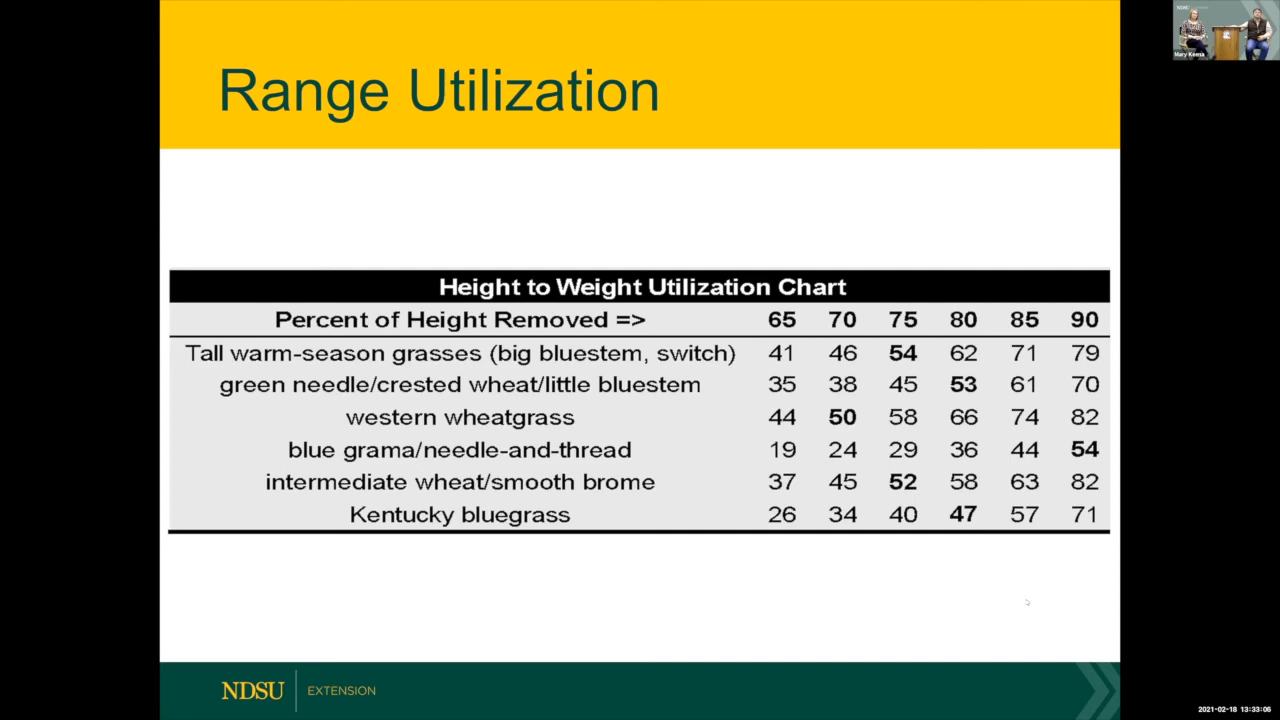 Range Utilization
Height to Weight Utilization Chart
Percent of Height Removed => 65 70 75 80 85 90
Tall warm-season grasses (big bluestem, switch) 41 46 54 62 71 79
green needle/crested wheat/little bluestem 35 38 45 53 61 70
western wheatgrass 44 50 58 66 74 82
blue grama/needle-and-thread 19 24 29 36 44 54
intermediate wheat/smooth brome 37 45 52 58 63 82
Kentucky bluegrass 26 34 40 47 57 71
NDSU EXTENSION
NDSU
Mary Keena
2021-02-18 13:33:06